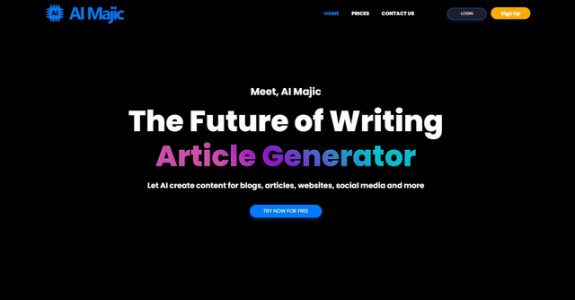 AI AI Majic
HOME PRICES CONTACT US LOGIN Sign Up
Meet, AI Majic
The Future of Writing
Article Generator
Let AI create content for blogs, articles, websites, social media and more
TRY NOW FOR FREE